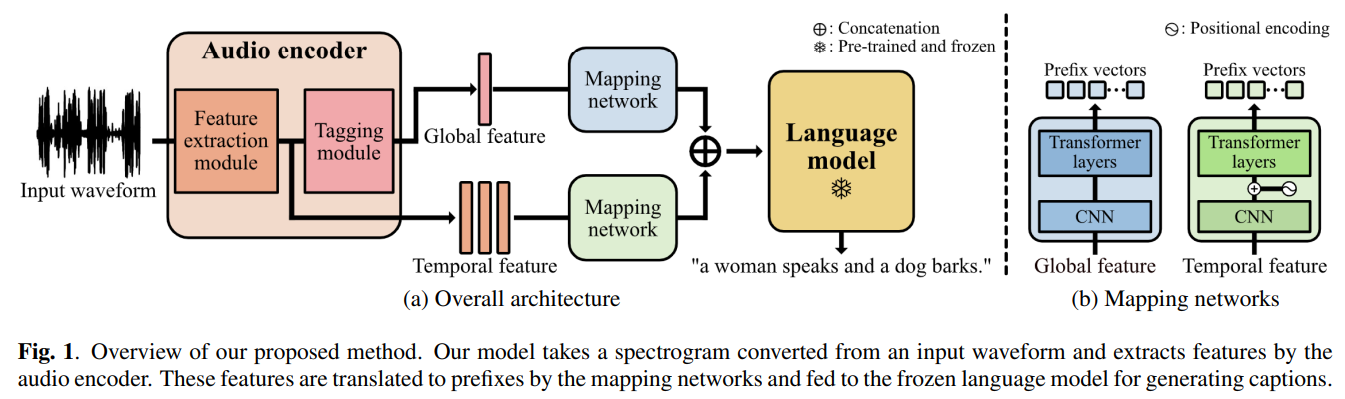 Audio encoder
Feature
extraction
module
Tagging
module
Input waveform
Global feature
Temporal feature
Mapping
network
Mapping
network
⊕: Concatenation
❄: Pre-trained and frozen
Language
model
"a woman speaks and a dog barks."
(a) Overall architecture
: Positional encoding
Prefix vectors
Prefix vectors
Transformer
layers
Transformer
layers
CNN
CNN
Global feature
Temporal feature
(b) Mapping networks
Fig. 1. Overview of our proposed method. Our model takes a spectrogram converted from an input waveform and extracts features by the
audio encoder. These features are translated to prefixes by the mapping networks and fed to the frozen language model for generating captions.